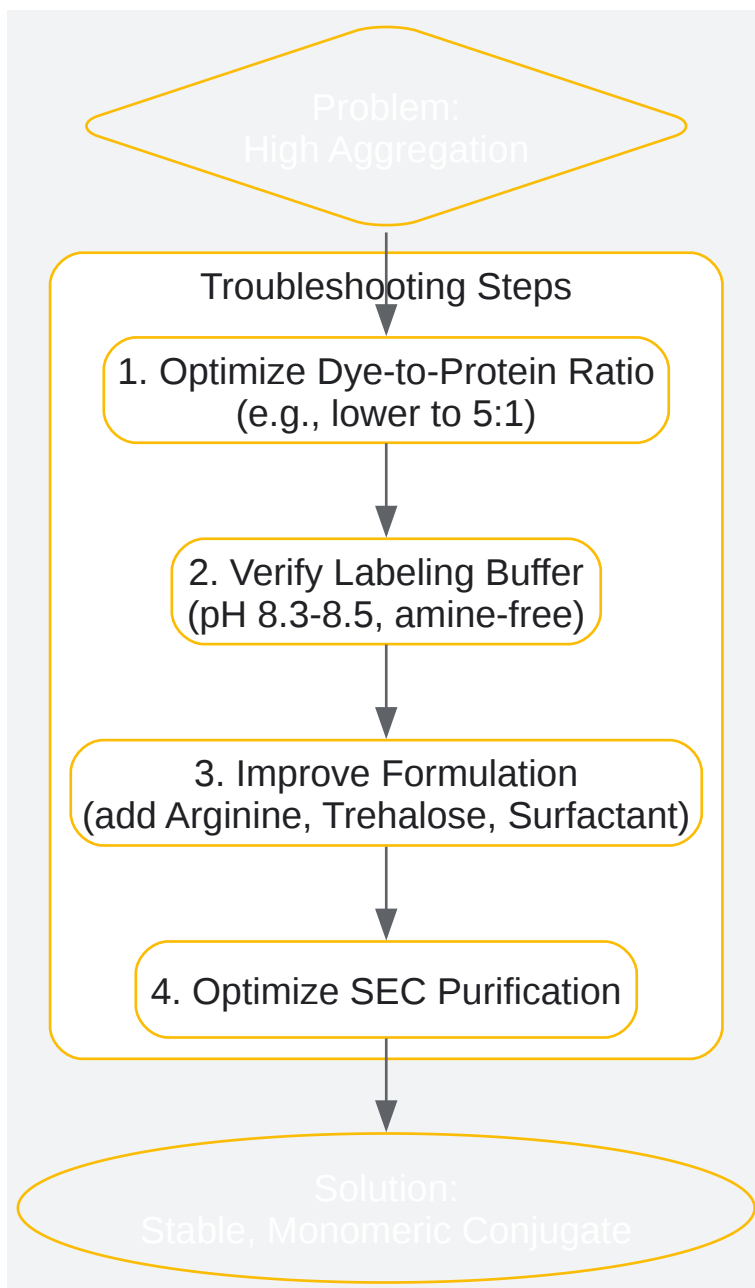 Problem:
High Aggregation
Troubleshooting Steps
1. Optimize Dye-to-Protein Ratio
(e.g., lower to 5:1)
2. Verify Labeling Buffer
(pH 8.3-8.5, amine-free)
3. Improve Formulation
(add Arginine, Trehalose, Surfactant)
4. Optimize SEC Purification
Solution:
Stable, Monomeric Conjugate